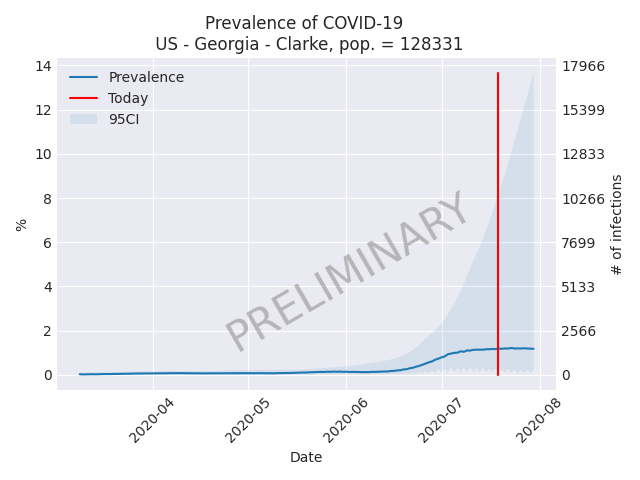 Prevalence of COVID-19
US - Georgia - Clarke, pop. = 128331
Prevalence
Today
95CI
PRELIMINARY
%
14
12
10
8
6
4
2
0
17966
15399
12833
10266
7699
5133
2566
0
# of infections
2020-04
2020-05
2020-06
2020-07
2020-08
Date